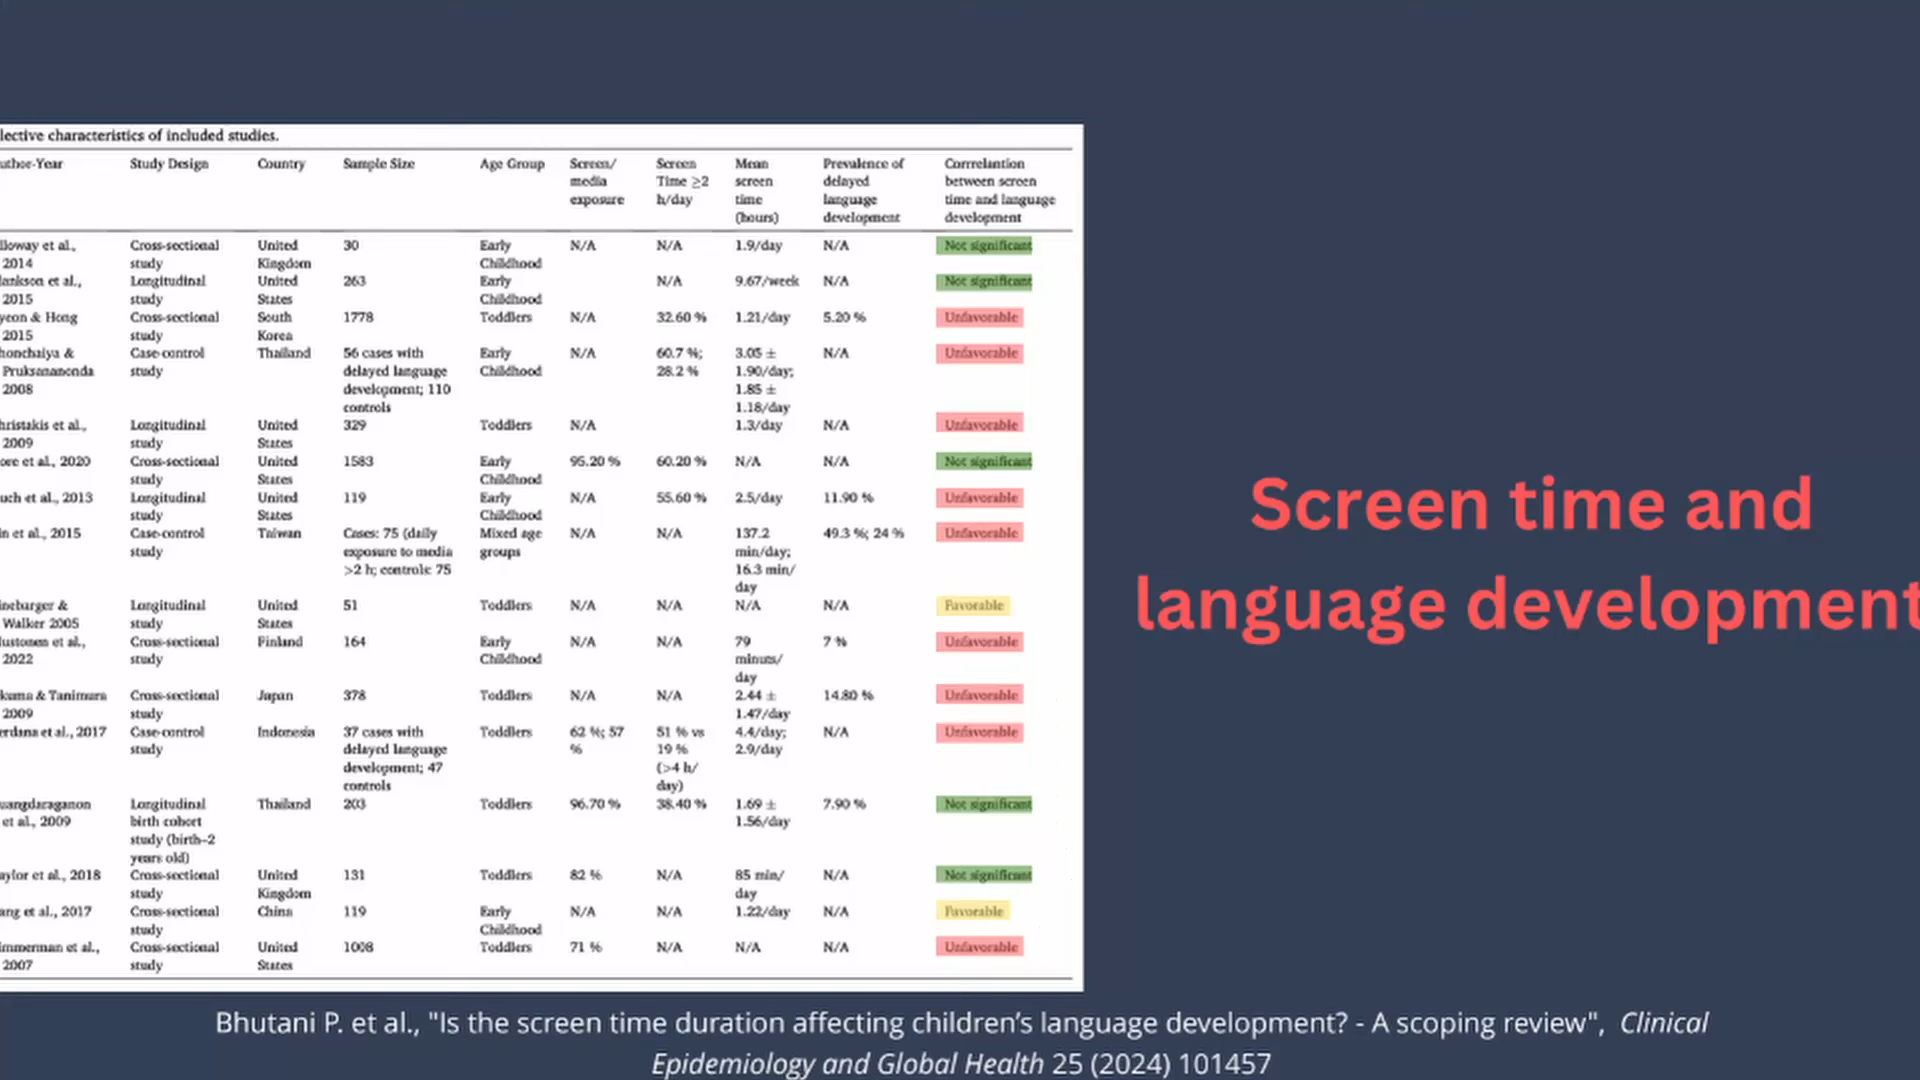 lective characteristics of included studies.
uthor-Year Study Design Country Sample Size Age Group Screen/ media exposure Screen Time ≥2 h/day Mean screen time (hours) Prevalence of delayed language development Corrrelantion between screen time and language development
lloway et al., 2014 Cross-sectional study United Kingdom 30 Early Childhood N/A N/A 1.9/day N/A Not significant
lankson et al., 2015 Longitudinal study United States 263 Early Childhood N/A 9.67/week N/A Not significant
yeon & Hong 2015 Cross-sectional study South Korea 1778 Toddlers N/A 32.60 % 1.21/day 5.20 % Unfavorable
honchaiya & Pruksananonda 2008 Case-control study Thailand 56 cases with delayed language development; 110 controls Early Childhood N/A 60.7 %; 28.2 % 3.05 ± 1.90/day; 1.85 ± 1.18/day N/A Unfavorable
hristakis et al., 2009 Longitudinal study United States 329 Toddlers N/A 1.3/day N/A Unfavorable
ore et al., 2020 Cross-sectional study United States 1583 Early Childhood 95.20 % 60.20 % N/A N/A Not significant
uch et al., 2013 Longitudinal study United States 119 Early Childhood N/A 55.60 % 2.5/day 11.90 % Unfavorable
in et al., 2015 Case-control study Taiwan Cases: 75 (daily exposure to media >2 h; controls: 75 Mixed age groups N/A N/A 137.2 min/day; 16.3 min/ day 49.3 %; 24 % Unfavorable
inebarger & Walker 2005 Longitudinal study United States 51 Toddlers N/A N/A N/A N/A Favorable
ustonen et al., 2022 Cross-sectional study Finland 164 Early Childhood N/A N/A 79 minuts/ day 7 % Unfavorable
kuma & Tanimura 2009 Cross-sectional study Japan 378 Toddlers N/A N/A 2.44 ± 1.47/day 14.80 % Unfavorable
erdana et al., 2017 Case-control study Indonesia 37 cases with delayed language development; 47 controls Toddlers 62 %; 57 % 51 % vs 19 % (>4 h/ day) 4.4/day; 2.9/day N/A Unfavorable
uangdaraganon et al., 2009 Longitudinal birth cohort study (birth–2 years old) Thailand 203 Toddlers 96.70 % 38.40 % 1.69 ± 1.56/day 7.90 % Not significant
aylor et al., 2018 Cross-sectional study United Kingdom 131 Toddlers 82 % N/A 85 min/ day N/A Not significant
ang et al., 2017 Cross-sectional study China 119 Early Childhood N/A N/A 1.22/day N/A Favorable
immerman et al., 2007 Cross-sectional study United States 1008 Toddlers 71 % N/A N/A N/A Unfavorable
Screen time and
language development
Bhutani P. et al., "Is the screen time duration affecting children's language development? - A scoping review", Clinical
Epidemiology and Global Health 25 (2024) 101457